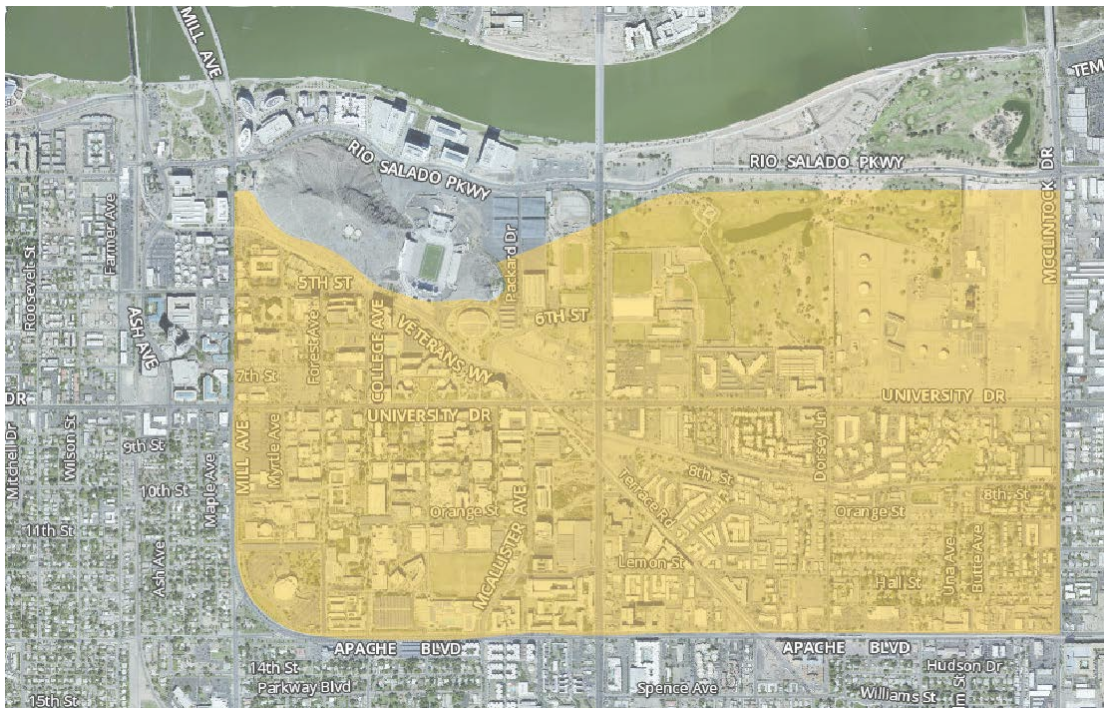 MILL AVE
TEM
RIO SALADO PKWY
RIO SALADO PKWY
MCCLINTOCK DR
Roosevelt St
Farmer Ave
Packard Dr
5TH ST
6TH ST
ASH AVE
Forest Ave
COLLEGE AVE
VETERANS WY
7th St
DR
UNIVERSITY DR
UNIVERSITY DR
Mitchell Dr
Wilson St
9th St
Maple Ave
MILL AVE
Myrtle Ave
Dorsey Ln
8th St
Terrace Rd
10th St
8th St
11th St
Orange St
Orange St
MCALLISTER AVE
Ash Ave
Lemon St
Hall St
Una Ave
Butte Ave
APACHE BLVD
APACHE BLVD
14th St
Hudson Dr
Parkway Blvd
Spence Ave
Williams St
m St
15th St